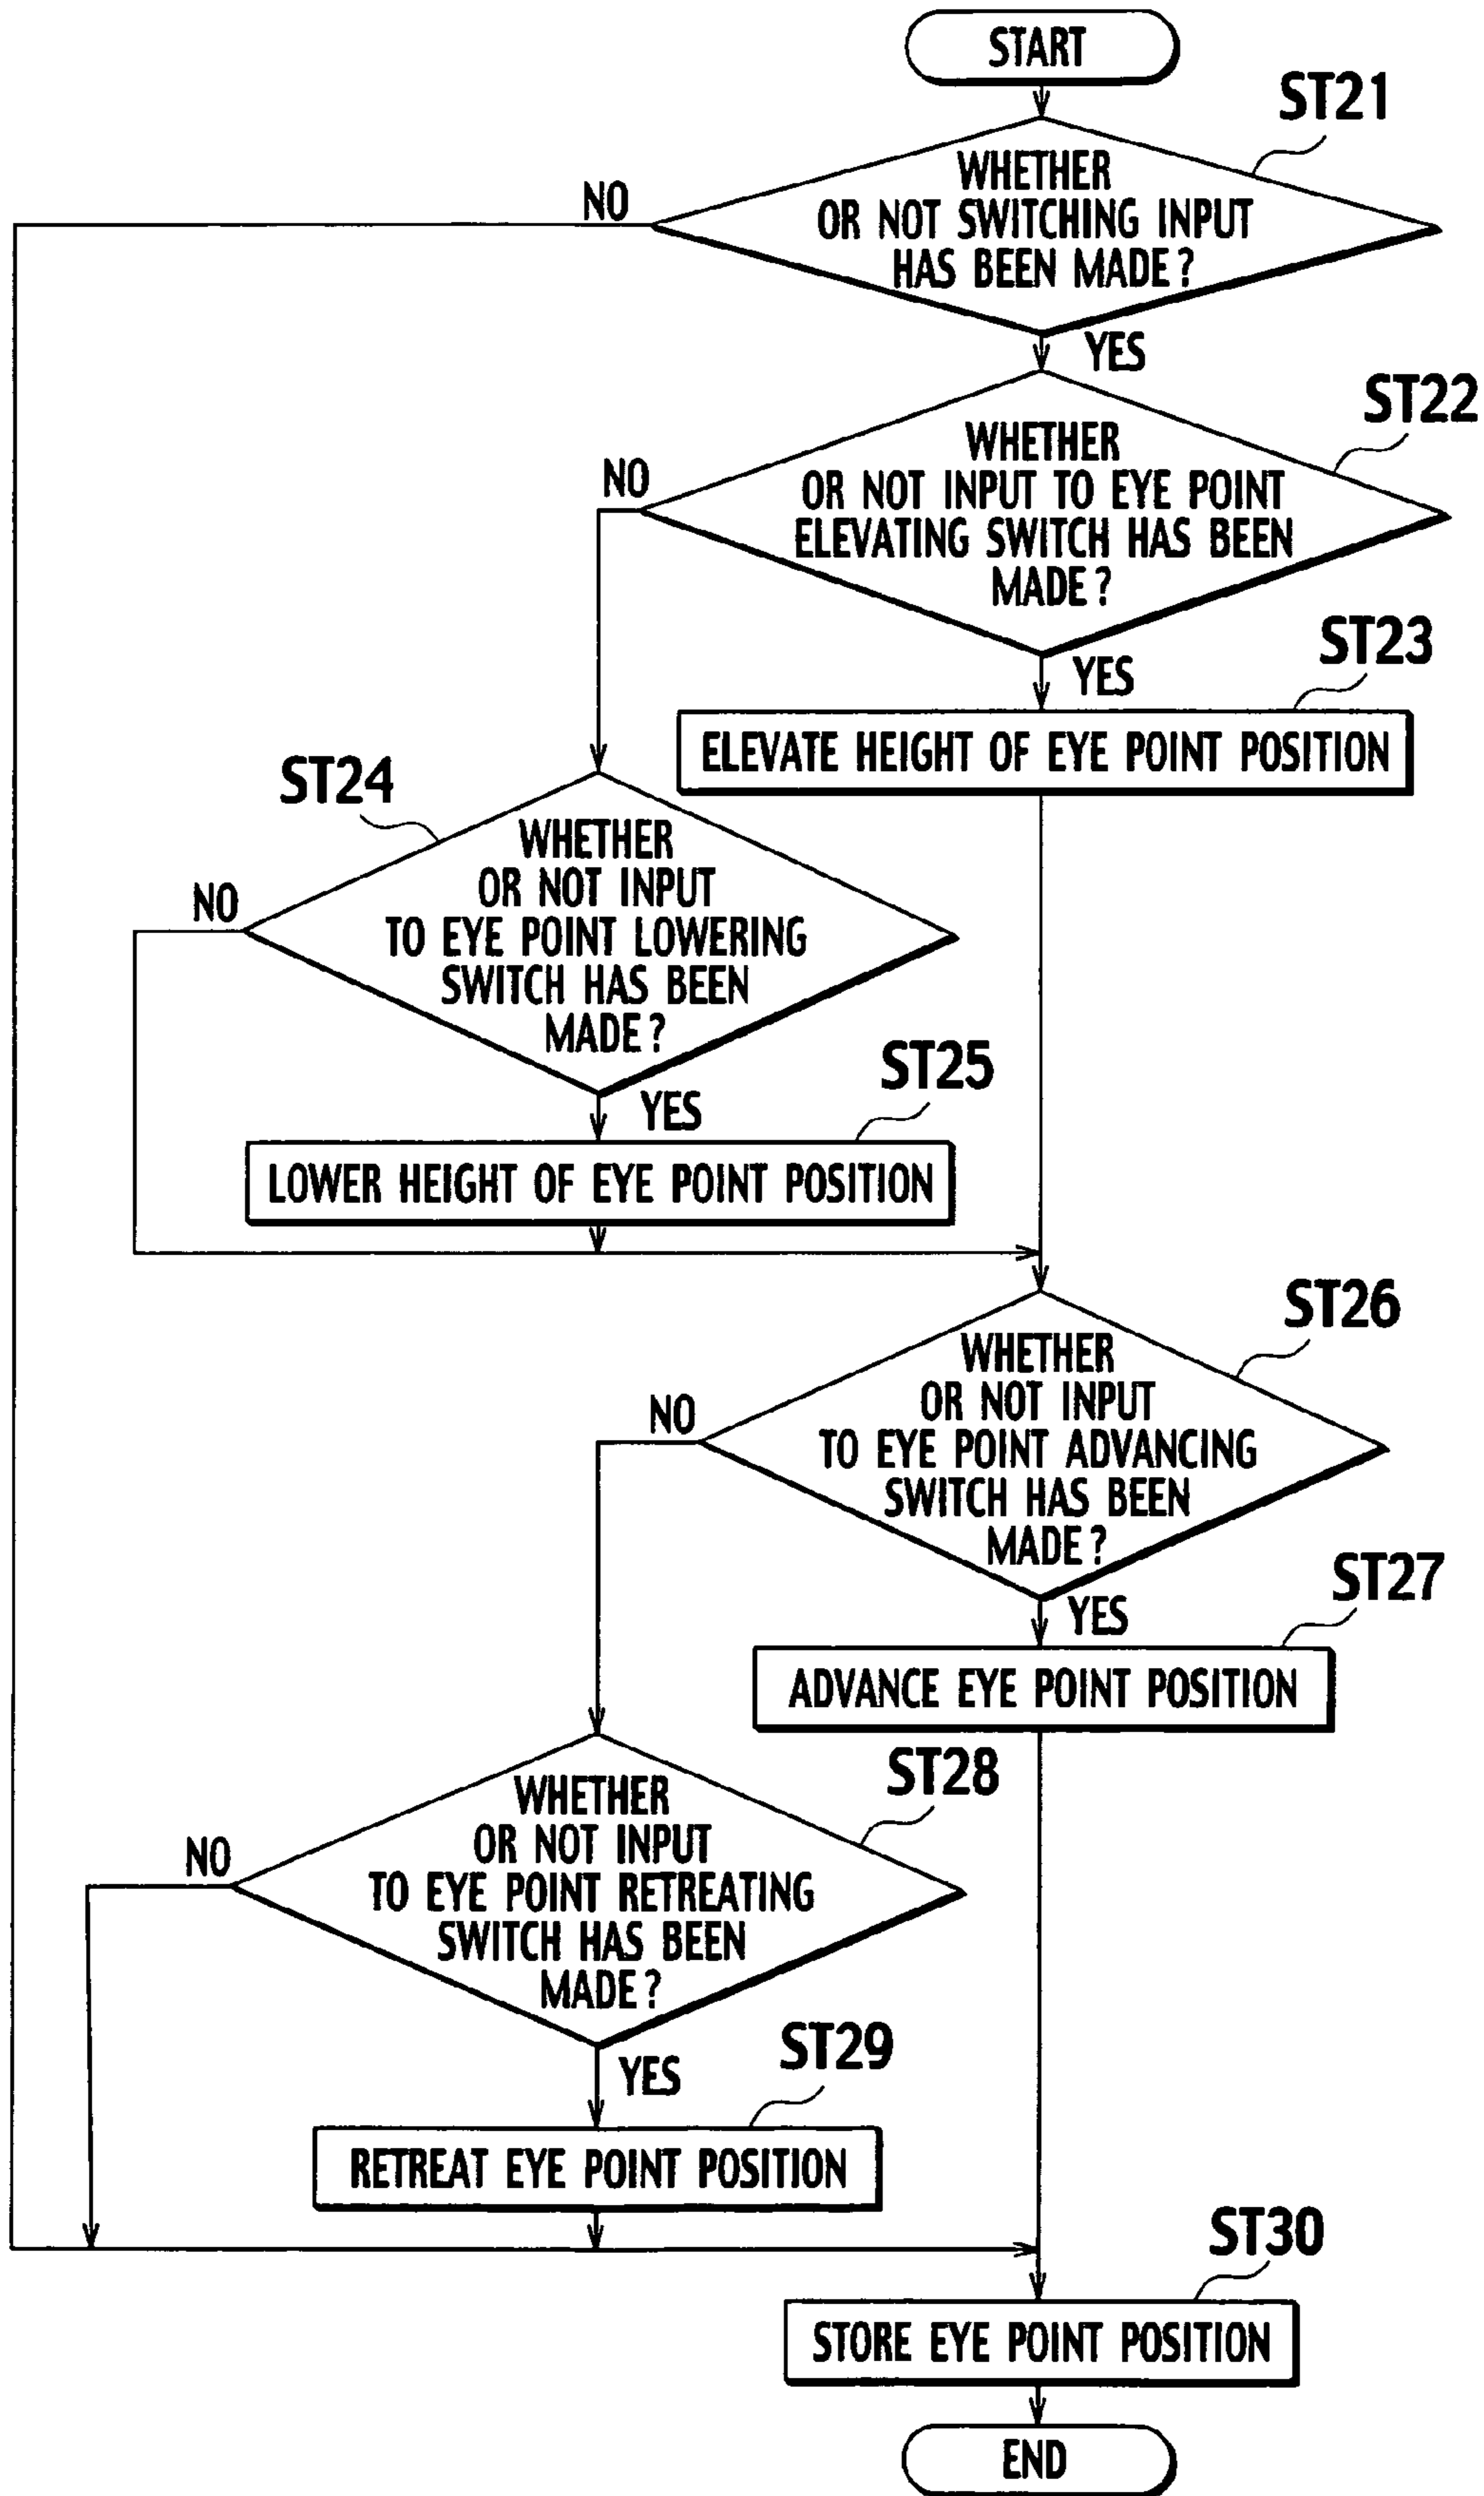 START
ST21
WHETHER
OR NOT SWITCHING INPUT
HAS BEEN MADE?
NO
YES
ST22
WHETHER
OR NOT INPUT TO EYE POINT
ELEVATING SWITCH HAS BEEN
MADE?
NO
YES
ST23
ELEVATE HEIGHT OF EYE POINT POSITION
ST24
WHETHER
OR NOT INPUT
TO EYE POINT LOWERING
SWITCH HAS BEEN
MADE?
NO
YES
ST25
LOWER HEIGHT OF EYE POINT POSITION
ST26
WHETHER
OR NOT INPUT
TO EYE POINT ADVANCING
SWITCH HAS BEEN
MADE?
NO
YES
ST27
ADVANCE EYE POINT POSITION
ST28
WHETHER
OR NOT INPUT
TO EYE POINT RETREATING
SWITCH HAS BEEN
MADE?
NO
YES
ST29
RETREAT EYE POINT POSITION
ST30
STORE EYE POINT POSITION
END